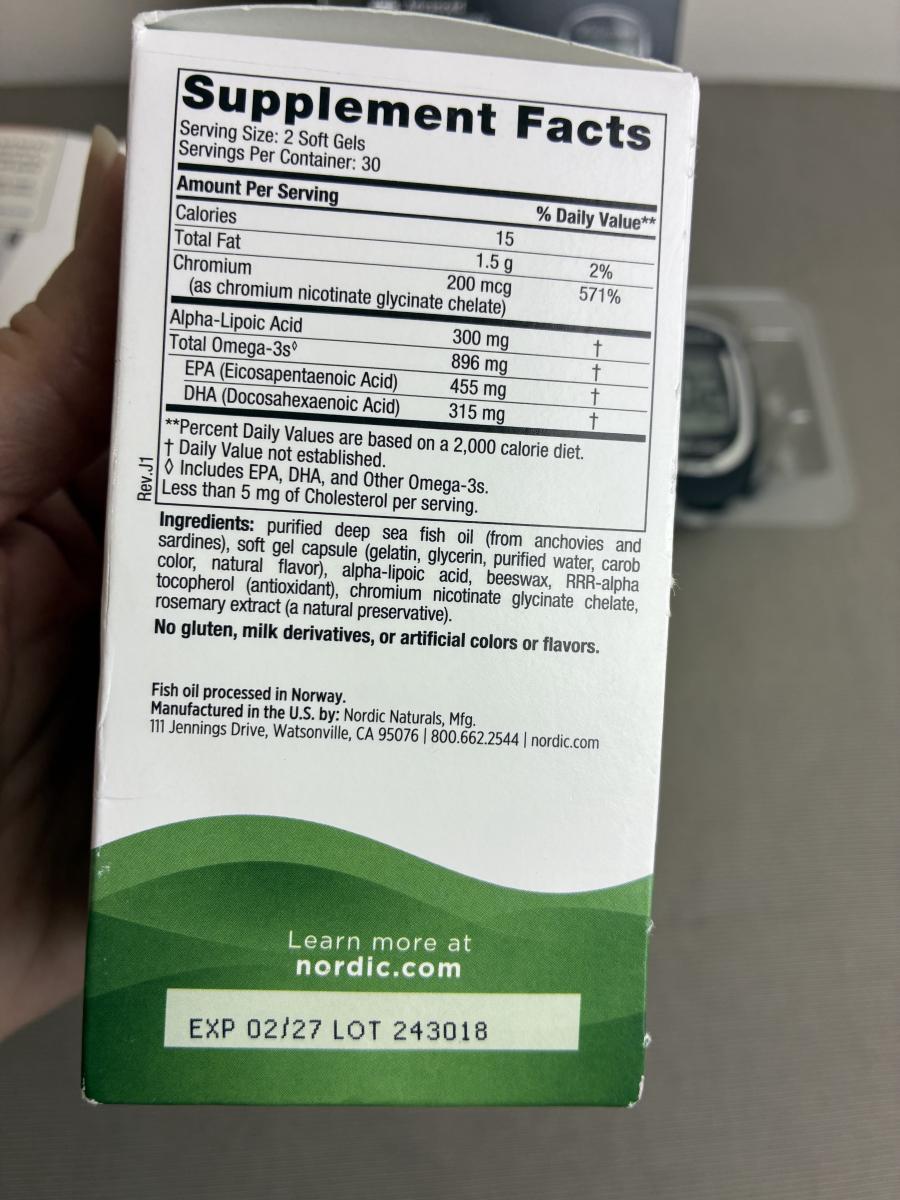 Supplement Facts
Serving Size: 2 Soft Gels
Servings Per Container: 30
Amount Per Serving
% Daily Value**
Calories 15
Total Fat 1.5 g 2%
Chromium 200 mcg 571%
(as chromium nicotinate glycinate chelate)
Alpha-Lipoic Acid 300 mg †
Total Omega-3s◊ 896 mg †
EPA (Eicosapentaenoic Acid) 455 mg †
DHA (Docosahexaenoic Acid) 315 mg †
**Percent Daily Values are based on a 2,000 calorie diet.
† Daily Value not established.
◊ Includes EPA, DHA, and Other Omega-3s.
Less than 5 mg of Cholesterol per serving.
Rev.J1
Ingredients: purified deep sea fish oil (from anchovies and
sardines), soft gel capsule (gelatin, glycerin, purified water, carob
color, natural flavor), alpha-lipoic acid, beeswax, RRR-alpha
tocopherol (antioxidant), chromium nicotinate glycinate chelate,
rosemary extract (a natural preservative).
No gluten, milk derivatives, or artificial colors or flavors.
Fish oil processed in Norway.
Manufactured in the U.S. by: Nordic Naturals, Mfg.
111 Jennings Drive, Watsonville, CA 95076 | 800.662.2544 | nordic.com
Learn more at
nordic.com
EXP 02/27 LOT 243018